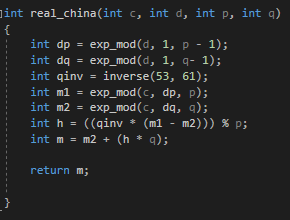 int real_china(int c, int d, int p, int q)
{
int dp = exp_mod(d, 1, p - 1);
int dq = exp_mod(d, 1, q- 1);
int qinv = inverse(53, 61);
int m1 = exp_mod(c, dp, p);
int m2 = exp_mod(c, dq, q);
int h = ((qinv * (m1 - m2))) % p;
int m = m2 + (h * q);
return m;
}